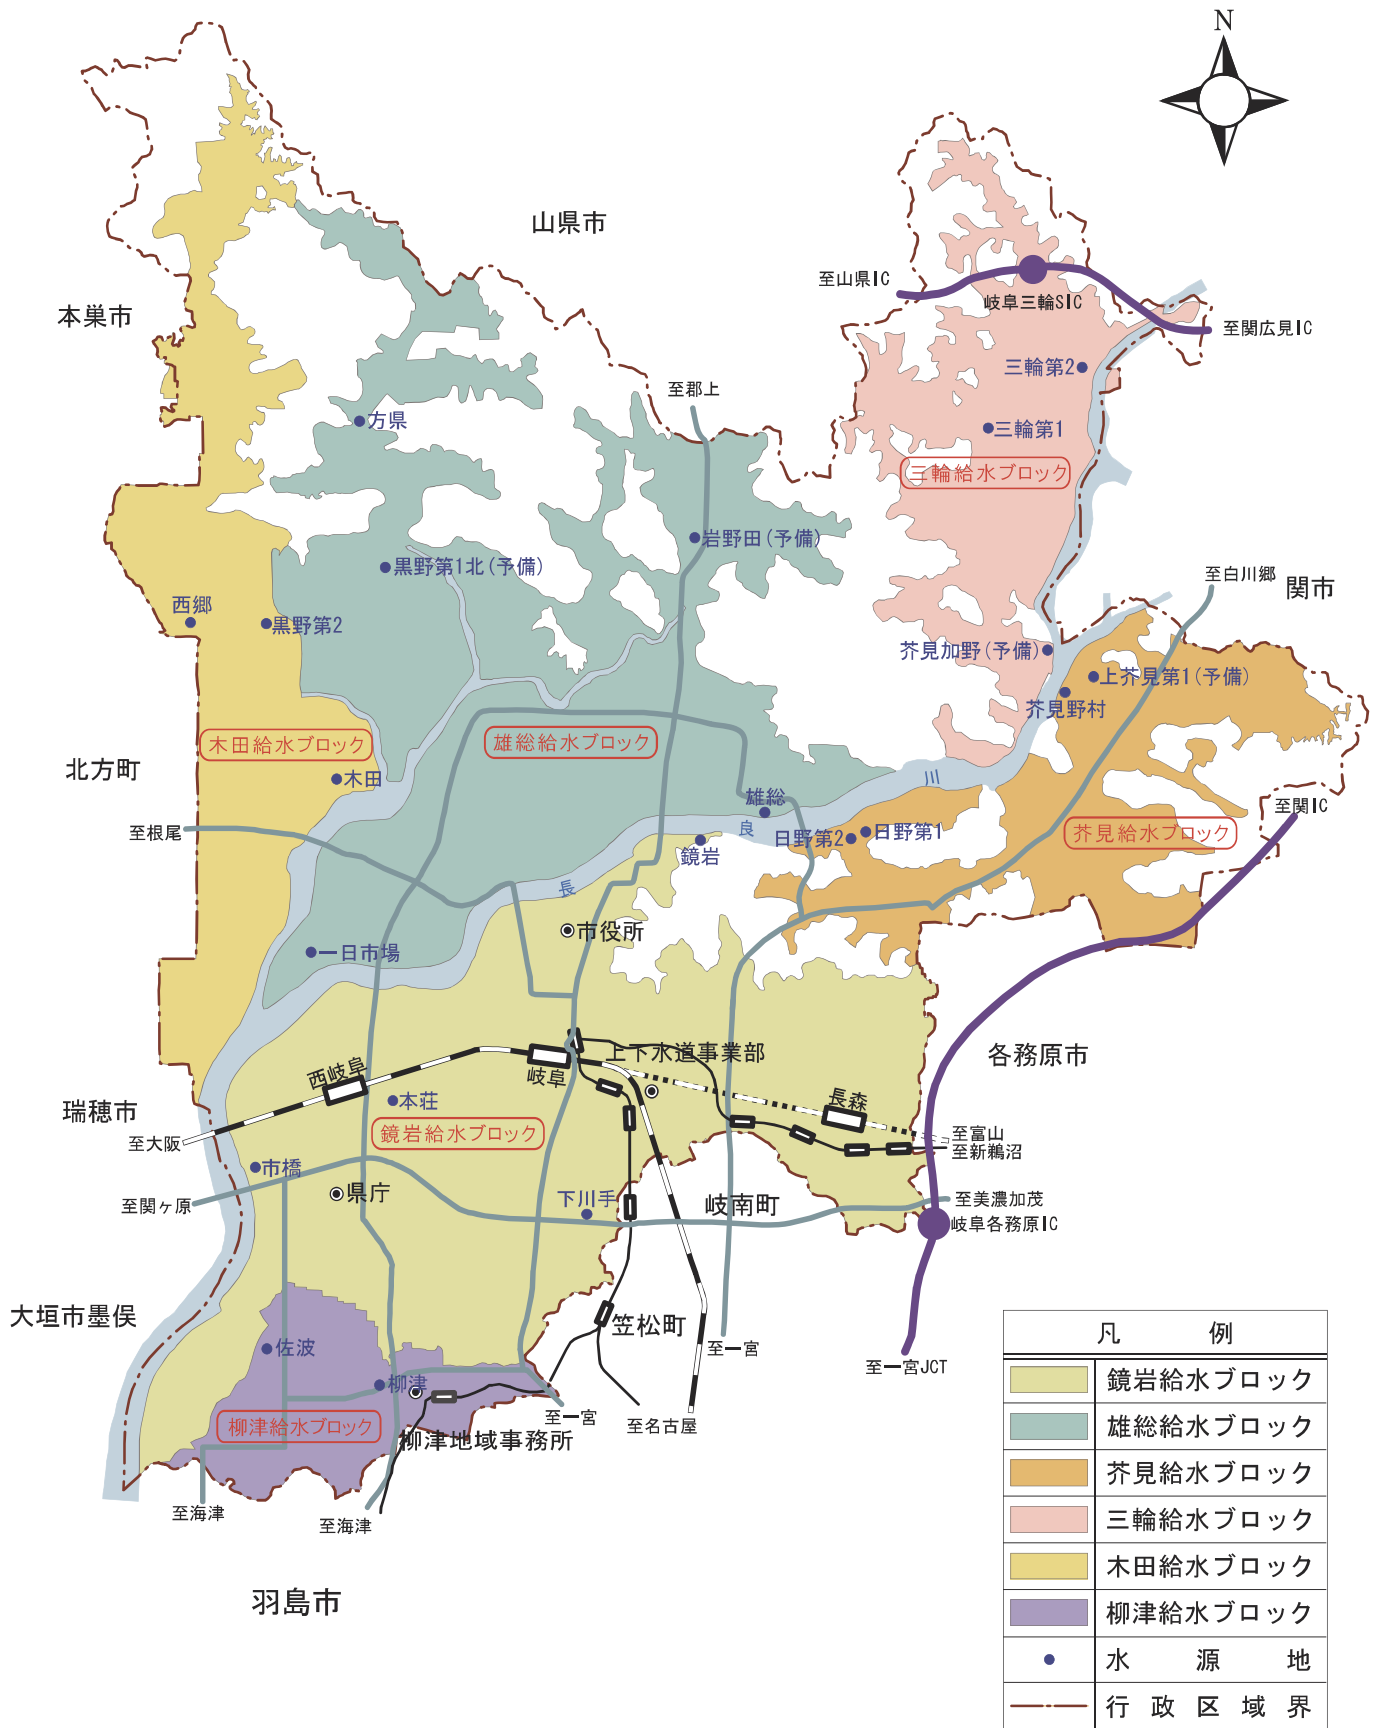 N
山県市
至山県IC
岐阜三輪SIC
本巣市
至関広見IC
三輪第2
至郡上
方県
三輪第1
三輪給水ブロック
岩野田(予備)
黒野第1北(予備)
至白川郷
関市
西郷
黒野第2
芥見加野(予備)
上芥見第1(予備)
芥見野村
木田給水ブロック
雄総給水ブロック
北方町
木田
川
雄総
至関IC
至根尾
良
日野第2
日野第1
芥見給水ブロック
鏡岩
長
市役所
一日市場
上下水道事業部
各務原市
西岐阜
岐阜
長森
瑞穂市
本荘
鏡岩給水ブロック
至大阪
至富山
至新鵜沼
市橋
県庁
至関ヶ原
下川手
岐南町
至美濃加茂
岐阜各務原IC
大垣市墨俣
笠松町
佐波
至一宮
至一宮JCT
柳津
柳津給水ブロック
至一宮
至名古屋
柳津地域事務所
至海津
至海津
羽島市
凡例
鏡岩給水ブロック
雄総給水ブロック
芥見給水ブロック
三輪給水ブロック
木田給水ブロック
柳津給水ブロック
水源地
行政区域界